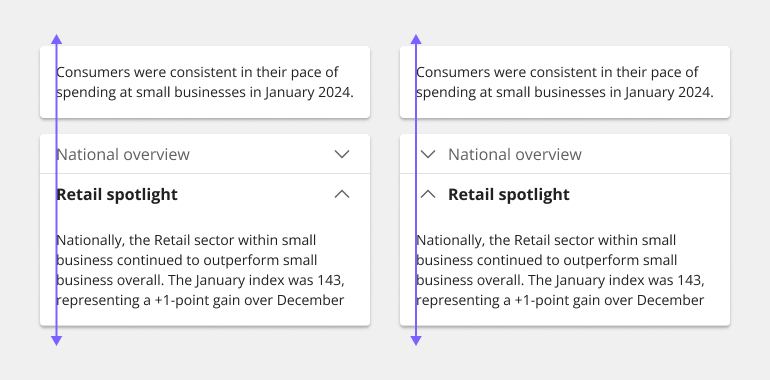 Consumers were consistent in their pace of
spending at small businesses in January 2024.
National overview
Retail spotlight
Nationally, the Retail sector within small
business continued to outperform small
business overall. The January index was 143,
representing a +1-point gain over December
Consumers were consistent in their pace of
spending at small businesses in January 2024.
National overview
Retail spotlight
Nationally, the Retail sector within small
business continued to outperform small
business overall. The January index was 143,
representing a +1-point gain over December